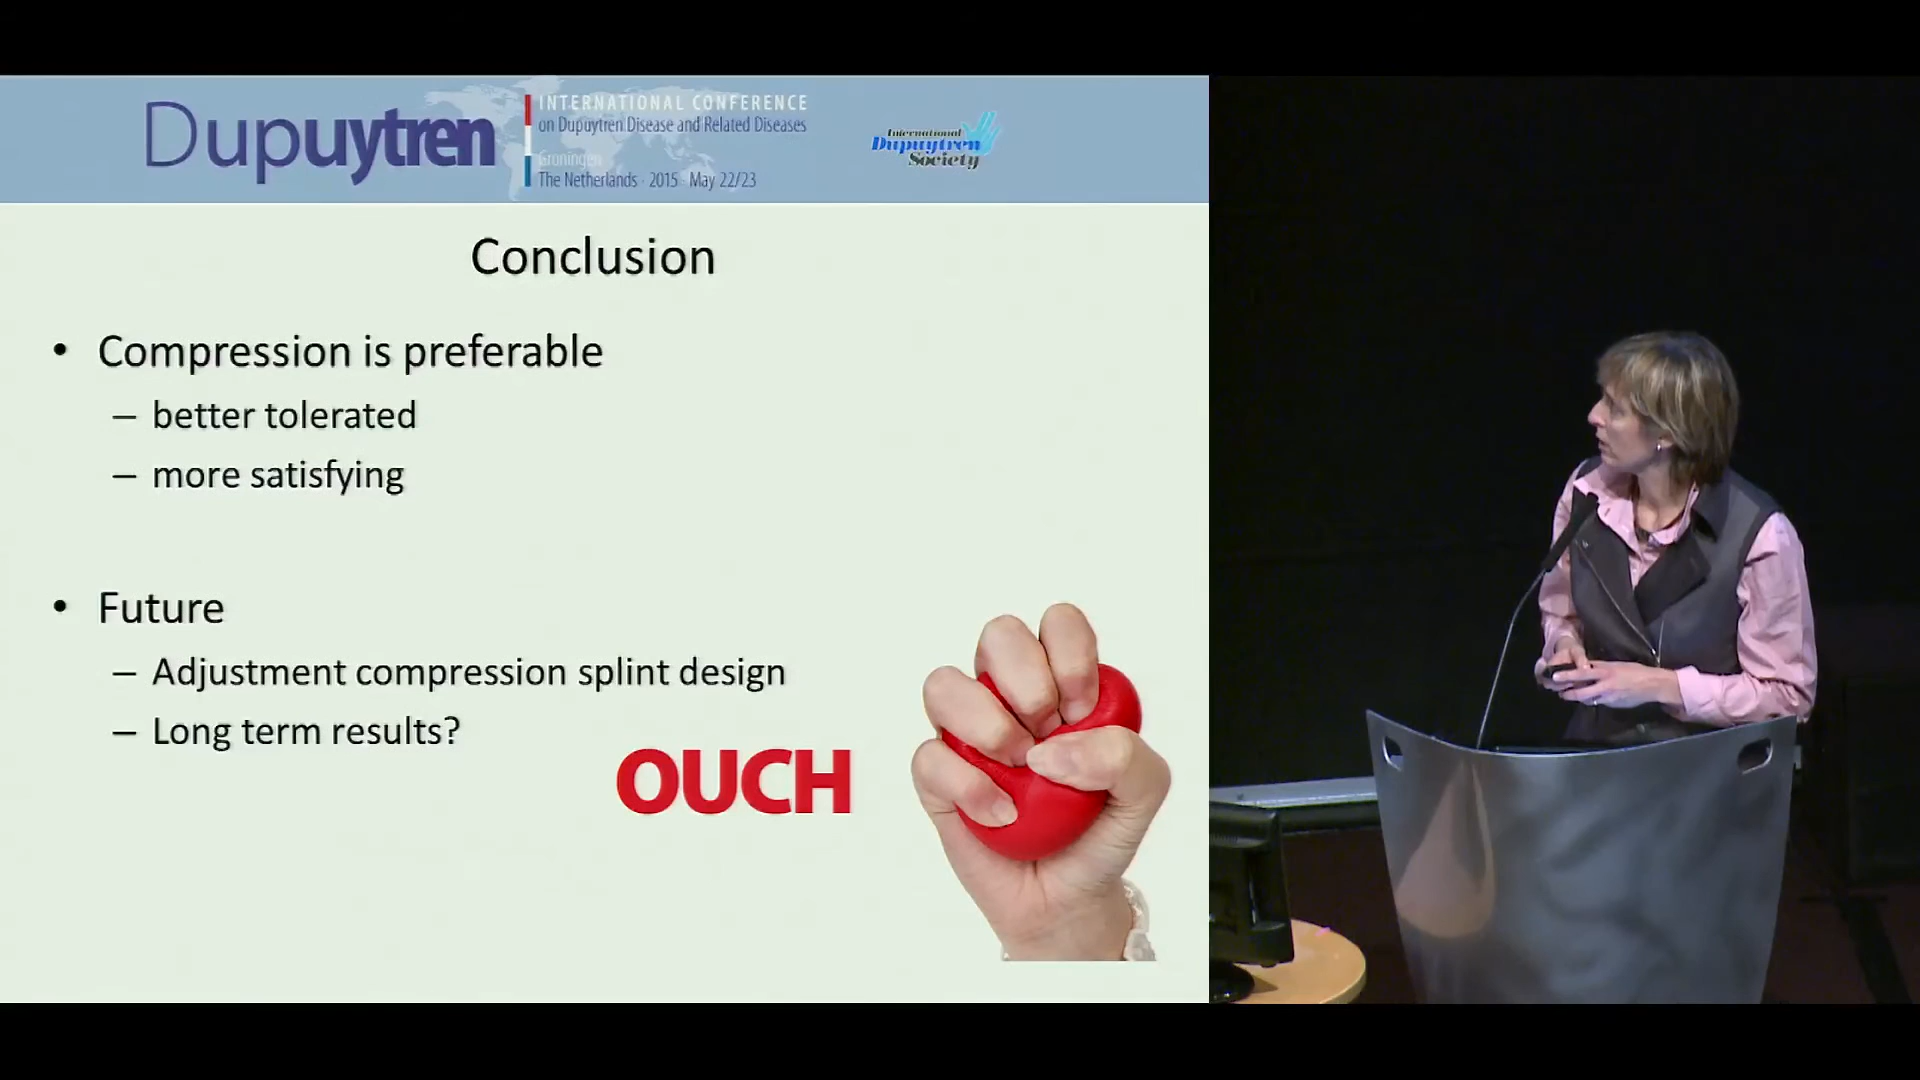 Dupuytren
INTERNATIONAL CONFERENCE
on Dupuytren Disease and Related Diseases
Groningen
The Netherlands · 2015 · May 22/23
International
Dupuytren
Society
Conclusion
• Compression is preferable
– better tolerated
– more satisfying
• Future
– Adjustment compression splint design
– Long term results?
OUCH